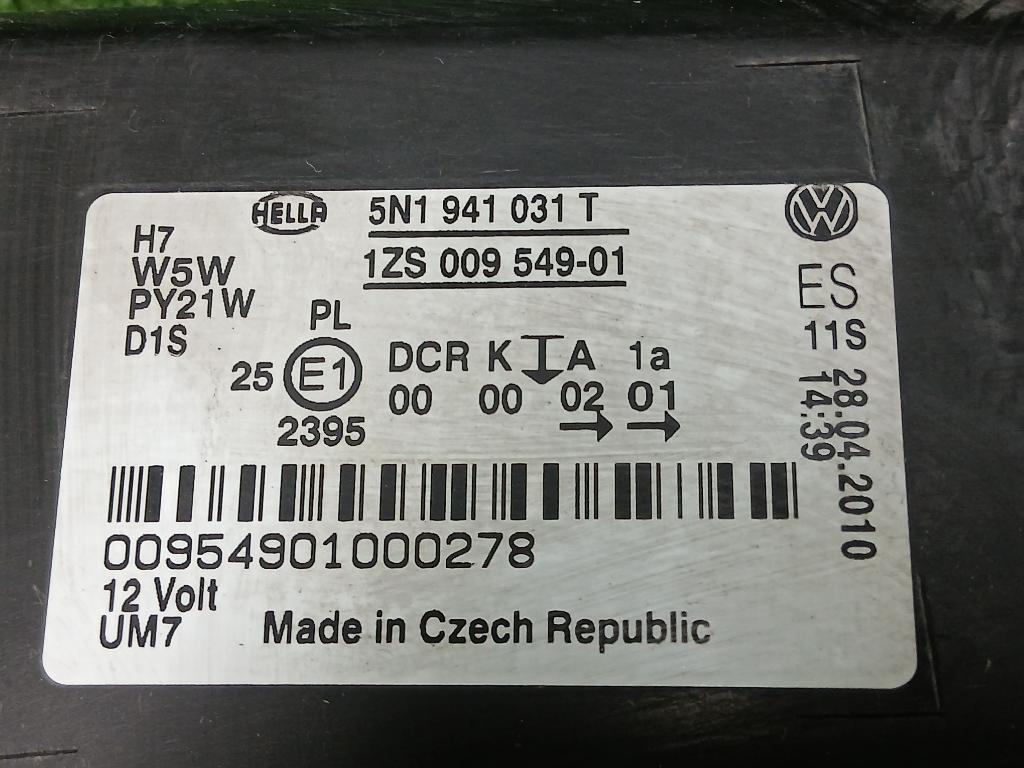 HELLA
5N1 941 031 T
1ZS 009 549-01
H7
W5W
PY21W
D1S
ES
11S
28.04.2010
14:39
PL
25 E1 DCR K A 1a
00 00 02 01
2395
00954901000278
12 Volt
UM7 Made in Czech Republic